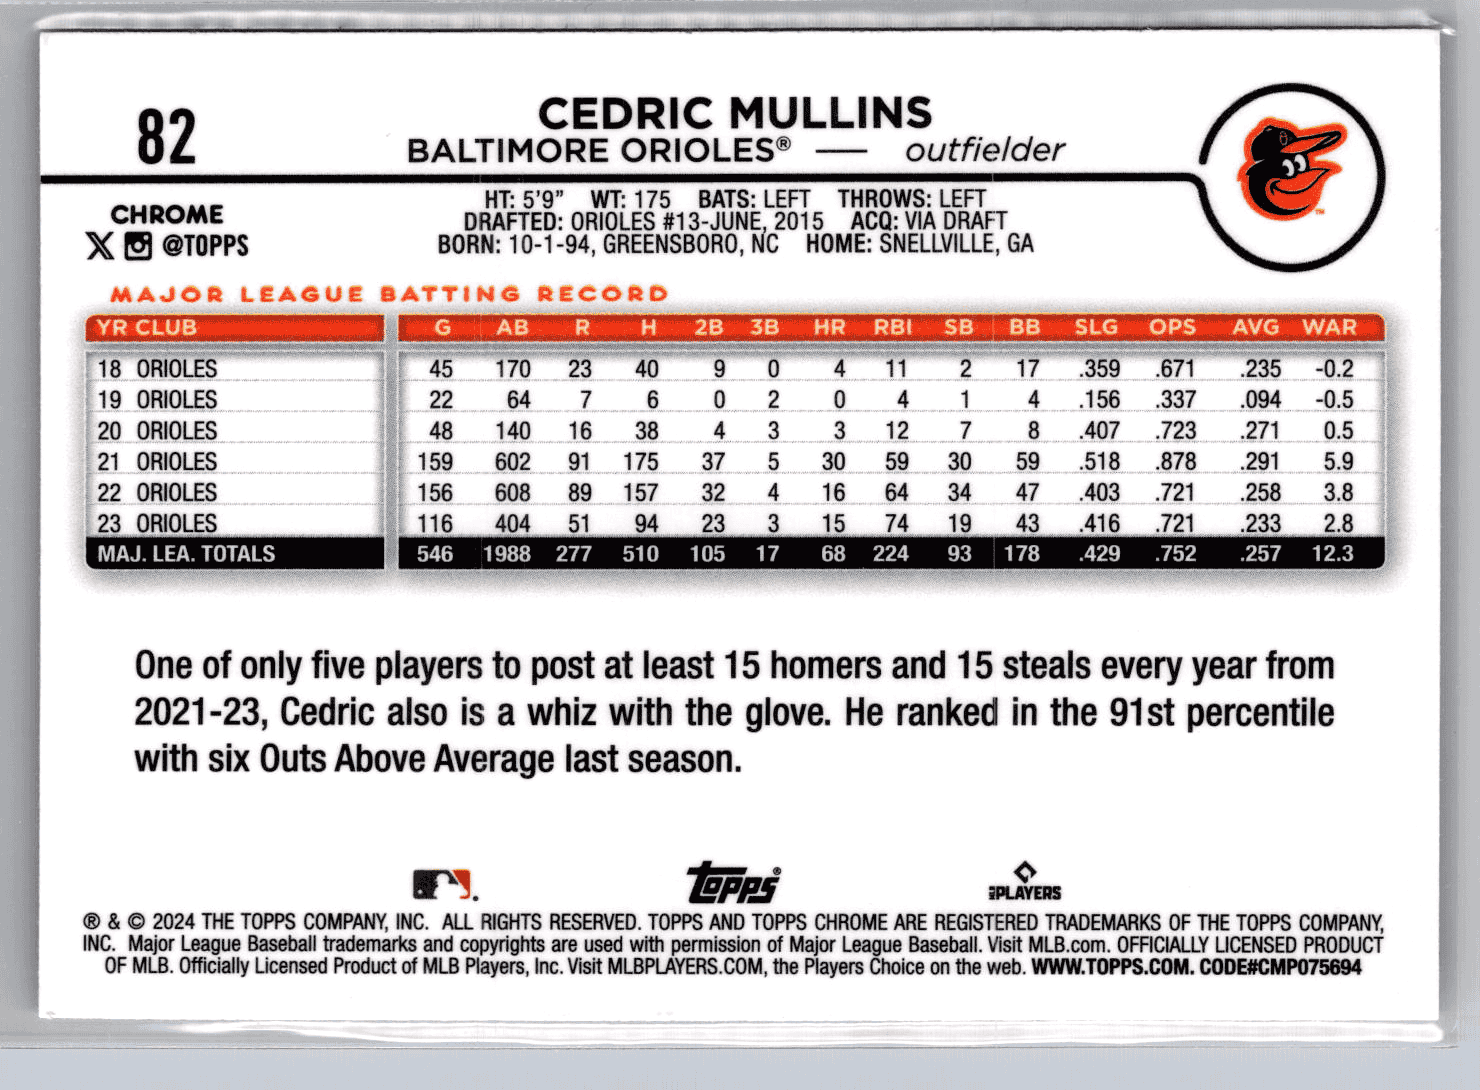 82
CEDRIC MULLINS
BALTIMORE ORIOLES® — outfielder
HT: 5'9" WT: 175 BATS: LEFT THROWS: LEFT
DRAFTED: ORIOLES #13-JUNE, 2015 ACQ: VIA DRAFT
BORN: 10-1-94, GREENSBORO, NC HOME: SNELLVILLE, GA
CHROME
X @TOPPS
TM
MAJOR LEAGUE BATTING RECORD
YR CLUB G AB R H 2B 3B HR RBI SB BB SLG OPS AVG WAR
18 ORIOLES 45 170 23 40 9 0 4 11 2 17 .359 .671 .235 -0.2
19 ORIOLES 22 64 7 6 0 2 0 4 1 4 .156 .337 .094 -0.5
20 ORIOLES 48 140 16 38 4 3 3 12 7 8 .407 .723 .271 0.5
21 ORIOLES 159 602 91 175 37 5 30 59 30 59 .518 .878 .291 5.9
22 ORIOLES 156 608 89 157 32 4 16 64 34 47 .403 .721 .258 3.8
23 ORIOLES 116 404 51 94 23 3 15 74 19 43 .416 .721 .233 2.8
MAJ. LEA. TOTALS 546 1988 277 510 105 17 68 224 93 178 .429 .752 .257 12.3
One of only five players to post at least 15 homers and 15 steals every year from
2021-23, Cedric also is a whiz with the glove. He ranked in the 91st percentile
with six Outs Above Average last season.
topps®
PLAYERS
® & © 2024 THE TOPPS COMPANY, INC. ALL RIGHTS RESERVED. TOPPS AND TOPPS CHROME ARE REGISTERED TRADEMARKS OF THE TOPPS COMPANY,
INC. Major League Baseball trademarks and copyrights are used with permission of Major League Baseball. Visit MLB.com. OFFICIALLY LICENSED PRODUCT
OF MLB. Officially Licensed Product of MLB Players, Inc. Visit MLBPLAYERS.COM, the Players Choice on the web. WWW.TOPPS.COM. CODE#CMP075694